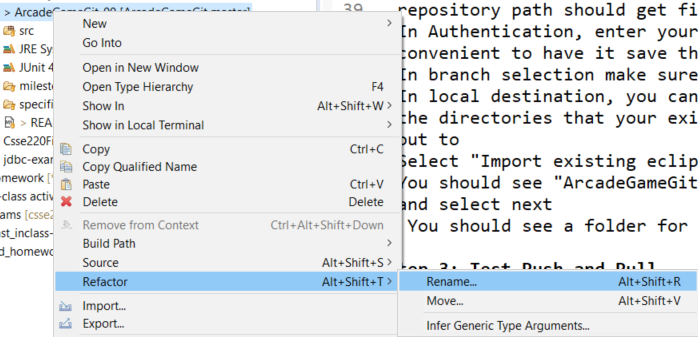 > ArcadeGameGit-00 [ArcadeGameGit master]
src
JRE Sy
JUnit 4
milest
specifi
> REA
Csse220Fi
jdbc-exar
mework [
-class activ
ams [csse2
ast_inclass-
d_homewo
New
Go Into
Open in New Window
Open Type Hierarchy F4
Show In Alt+Shift+W >
Show in Local Terminal >
Copy Ctrl+C
Copy Qualified Name
Paste Ctrl+V
Delete Delete
Remove from Context Ctrl+Alt+Shift+Down
Build Path >
Source Alt+Shift+S >
Refactor Alt+Shift+T >
Import...
Export...
Rename... Alt+Shift+R
Move... Alt+Shift+V
Infer Generic Type Arguments...
39
repository path should get fi
In Authentication, enter your
convenient to have it save th
In branch selection make sure
In local destination, you can
the directories that your exi
put to
Select "Import existing eclip
You should see "ArcadeGameGit
and select next
You should see a folder for
step 3: Test Push and Pull